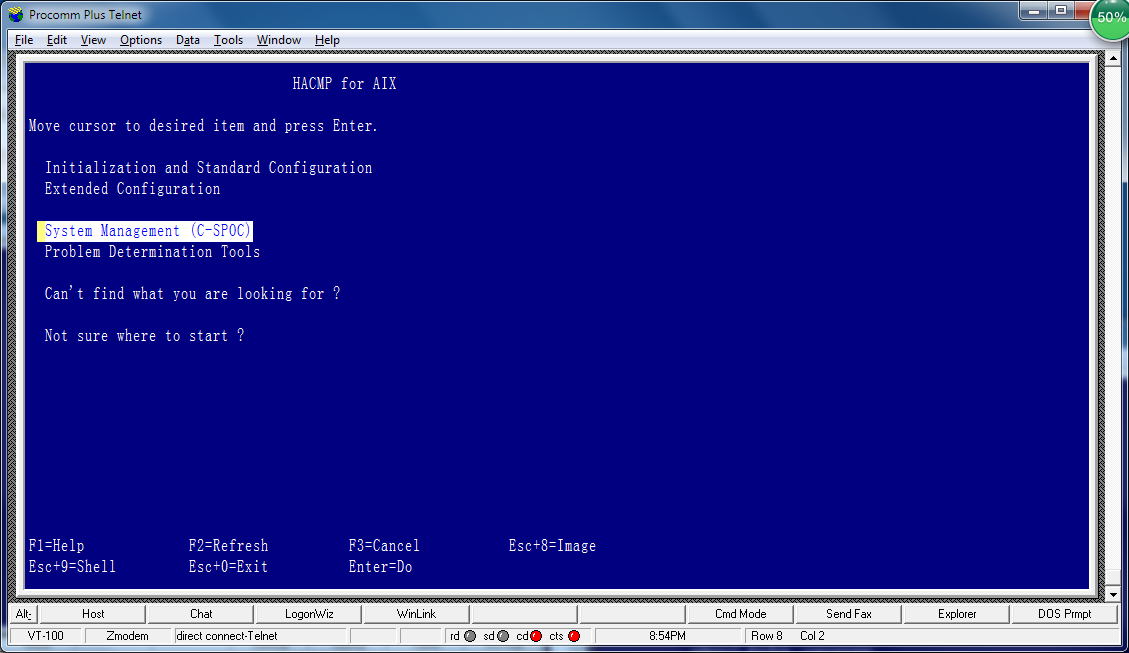 Procomm Plus Telnet
50%
File Edit View Options Data Tools Window Help
HACMP for AIX
Move cursor to desired item and press Enter.
Initialization and Standard Configuration
Extended Configuration
System Management (C-SPOC)
Problem Determination Tools
Can't find what you are looking for ?
Not sure where to start ?
F1=Help F2=Refresh F3=Cancel Esc+8=Image
Esc+9=Shell Esc+0=Exit Enter=Do
Alt- Host Chat LogonWiz WinLink Cmd Mode Send Fax Explorer DOS Prmpt
VT-100 Zmodem direct connect-Telnet rd sd cd cts 8:54PM Row 8 Col 2